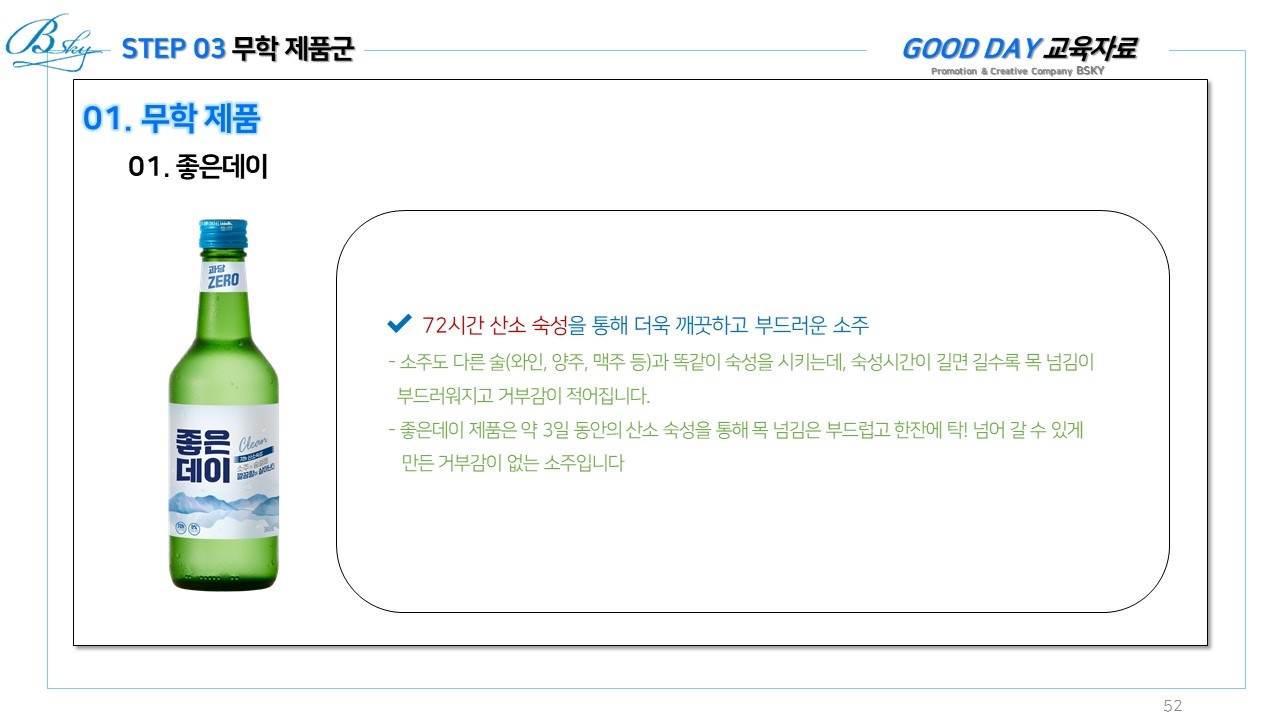 Bsky
STEP 03 무학 제품군
GOOD DAY 교육자료
Promotion & Creative Company BSKY
01. 무학 제품
01. 좋은데이
과당
ZERO
좋은
데이
Clean
✔ 72시간 산소 숙성을 통해 더욱 깨끗하고 부드러운 소주
- 소주도 다른 술(와인, 양주, 맥주 등)과 똑같이 숙성을 시키는데, 숙성시간이 길면 길수록 목 넘김이
부드러워지고 거부감이 적어집니다.
- 좋은데이 제품은 약 3일 동안의 산소 숙성을 통해 목 넘김은 부드럽고 한잔에 탁! 넘어 갈 수 있게
만든 거부감이 없는 소주입니다
52